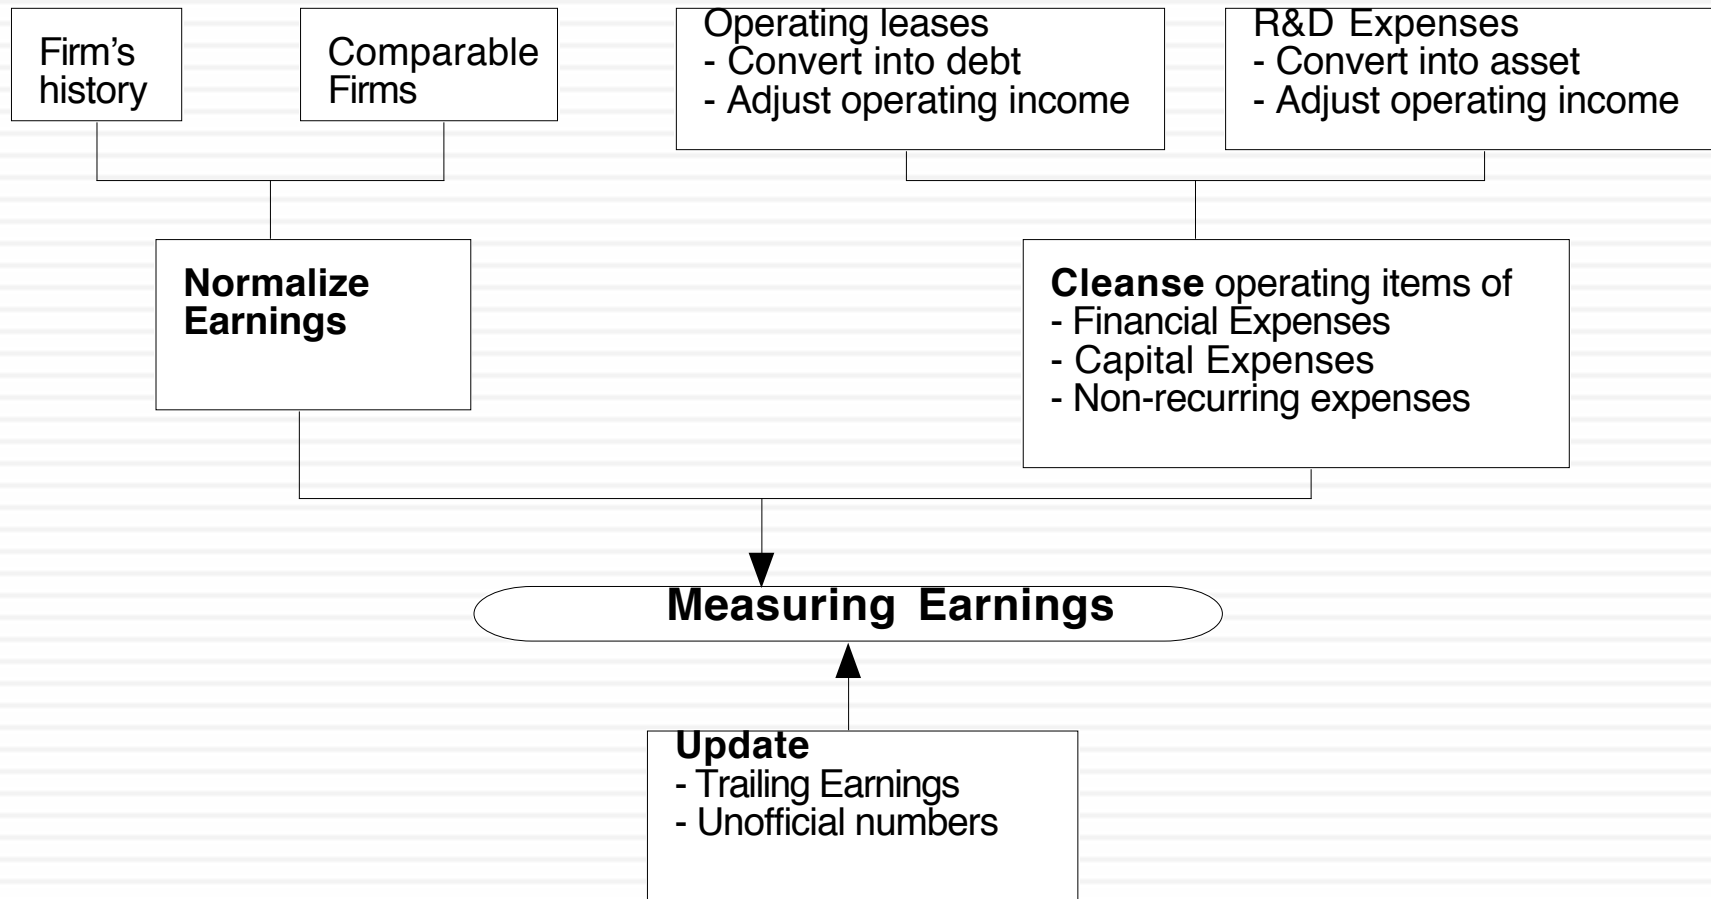 Firm's
history
Comparable
Firms
Operating leases
- Convert into debt
- Adjust operating income
R&D Expenses
- Convert into asset
- Adjust operating income
Normalize
Earnings
Cleanse operating items of
- Financial Expenses
- Capital Expenses
- Non-recurring expenses
Measuring Earnings
Update
- Trailing Earnings
- Unofficial numbers